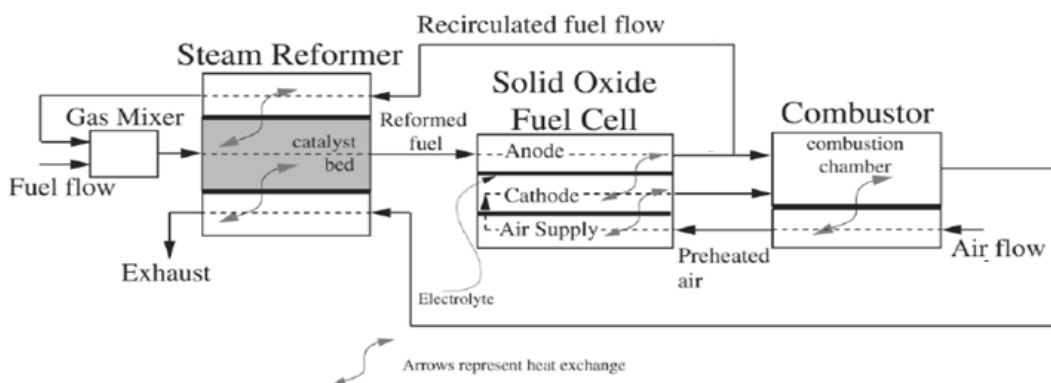 Recirculated fuel flow
Steam Reformer
Solid Oxide
Fuel Cell
Combustor
Gas Mixer
Reformed
fuel
catalyst
bed
Anode
combustion
chamber
Fuel flow
Cathode
Air Supply
Exhaust
Preheated
air
Air flow
Electrolyte
Arrows represent heat exchange